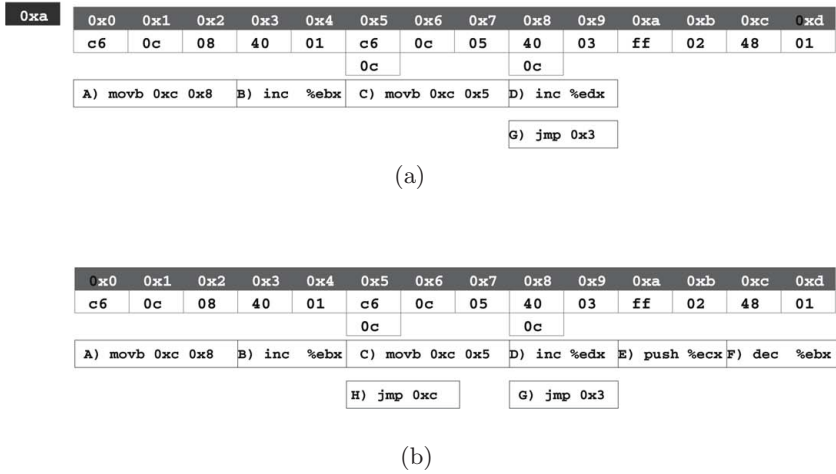 0xa 0x0 0x1 0x2 0x3 0x4 0x5 0x6 0x7 0x8 0x9 0xa 0xb 0xc 0xd
c6 0c 08 40 01 c6 0c 05 40 03 ff 02 48 01
0c 0c
A) movb 0xc 0x8 B) inc %ebx C) movb 0xc 0x5 D) inc %edx
G) jmp 0x3
(a)
0x0 0x1 0x2 0x3 0x4 0x5 0x6 0x7 0x8 0x9 0xa 0xb 0xc 0xd
c6 0c 08 40 01 c6 0c 05 40 03 ff 02 48 01
0c 0c
A) movb 0xc 0x8 B) inc %ebx C) movb 0xc 0x5 D) inc %edx E) push %ecx F) dec %ebx
H) jmp 0xc G) jmp 0x3
(b)